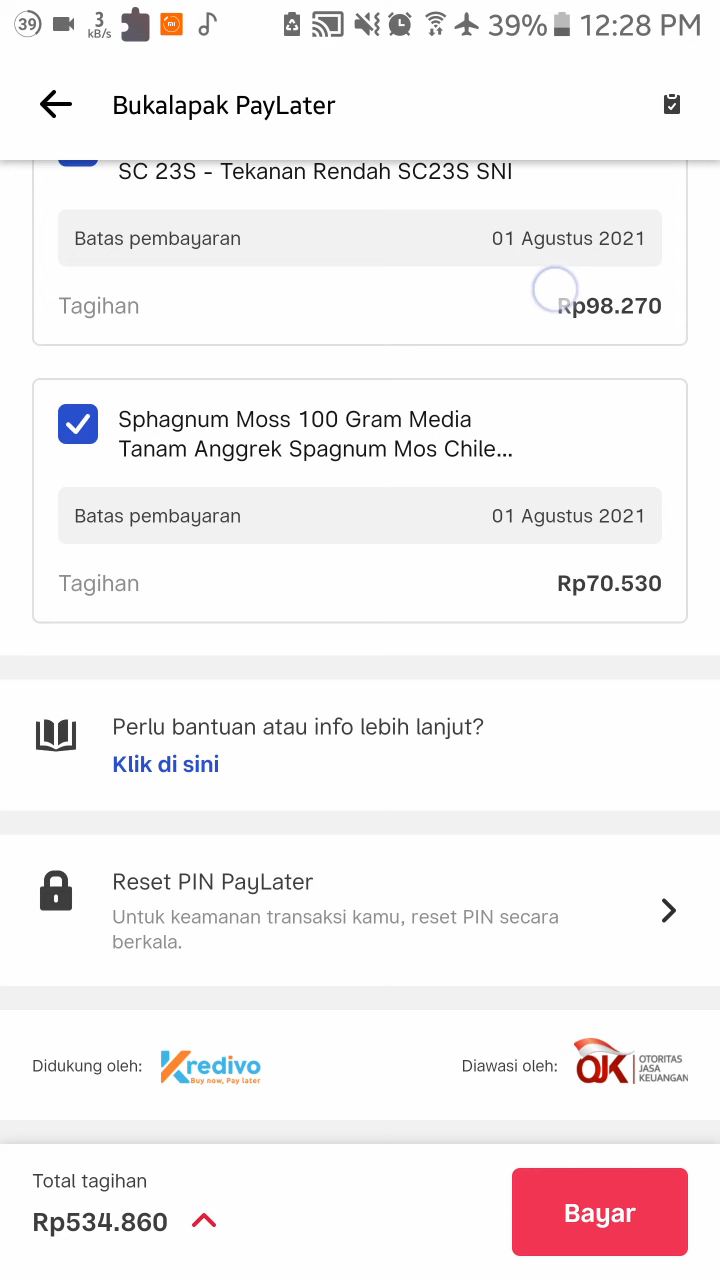 39
3
kB/s
39%
12:28 PM
Bukalapak PayLater
SC 23S - Tekanan Rendah SC23S SNI
Batas pembayaran
01 Agustus 2021
Tagihan
Rp98.270
Sphagnum Moss 100 Gram Media
Tanam Anggrek Spagnum Mos Chile...
Batas pembayaran
01 Agustus 2021
Tagihan
Rp70.530
Perlu bantuan atau info lebih lanjut?
Klik di sini
Reset PIN PayLater
Untuk keamanan transaksi kamu, reset PIN secara
berkala.
Didukung oleh:
Kredivo
Buy now, Pay later
Diawasi oleh:
OJK
OTORITAS
JASA
KEUANGAN
Total tagihan
Rp534.860
Bayar